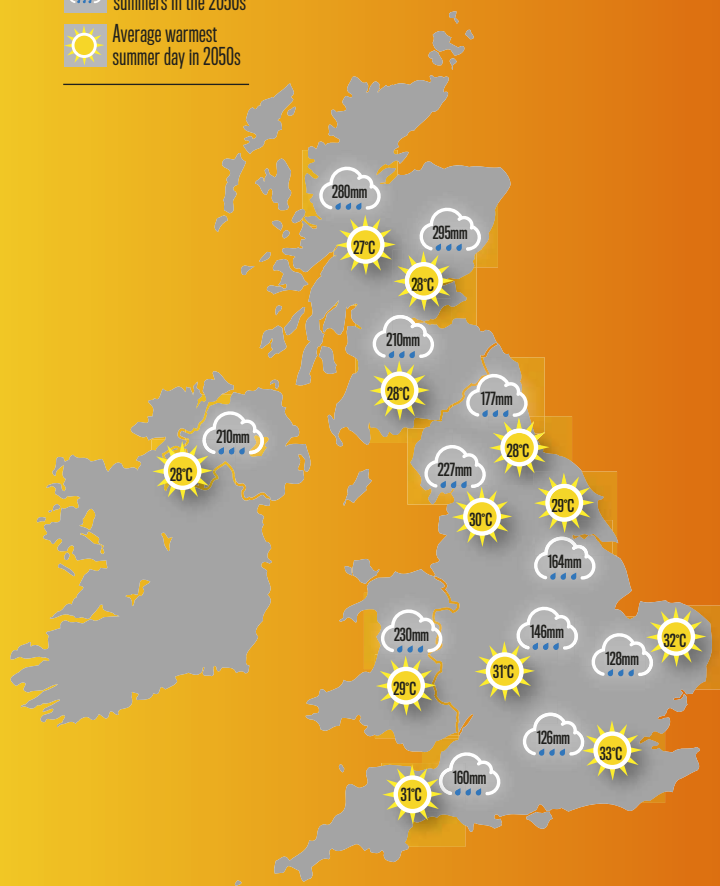 summers in the 2050s
Average warmest
summer day in 2050s
280mm
295mm
27°C
28°C
210mm
28°C
177mm
210mm
28°C
28°C
227mm
29°C
30°C
164mm
230mm
146mm
32°C
128mm
31°C
29°C
126mm
33°C
160mm
31°C